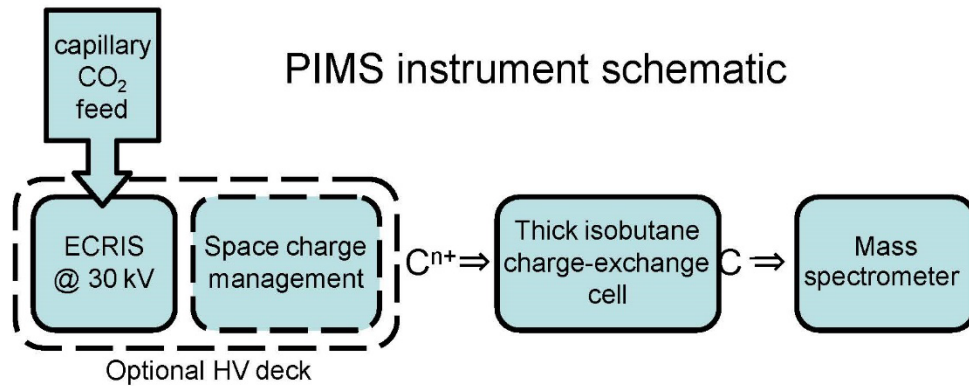 PIMS instrument schematic
capillary
CO₂
feed
ECRIS
@ 30 kV
Space charge
management
Cⁿ⁺⇒
Thick isobutane
charge-exchange
cell
C⁻⇒
Mass
spectrometer
Optional HV deck